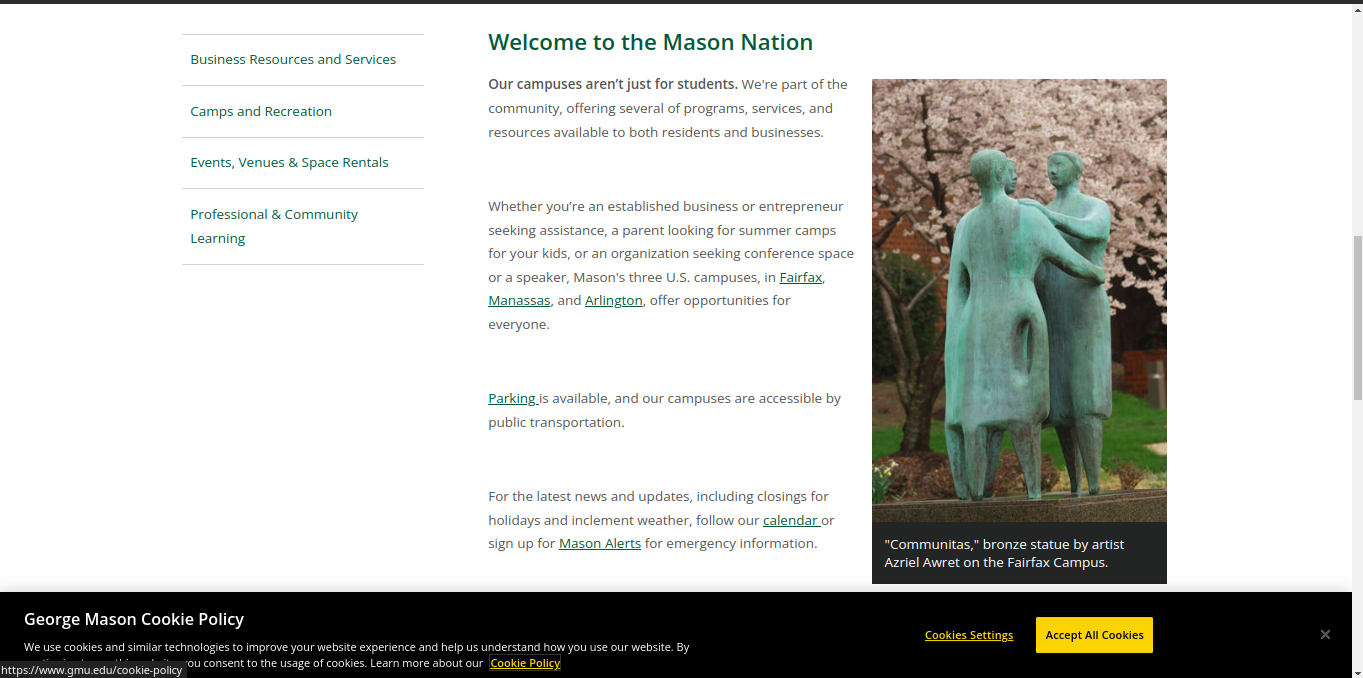 Business Resources and Services
Camps and Recreation
Events, Venues & Space Rentals
Professional & Community
Learning
Welcome to the Mason Nation
Our campuses aren’t just for students. We're part of the
community, offering several of programs, services, and
resources available to both residents and businesses.
Whether you’re an established business or entrepreneur
seeking assistance, a parent looking for summer camps
for your kids, or an organization seeking conference space
or a speaker, Mason's three U.S. campuses, in Fairfax,
Manassas, and Arlington, offer opportunities for
everyone.
Parking is available, and our campuses are accessible by
public transportation.
For the latest news and updates, including closings for
holidays and inclement weather, follow our calendar or
sign up for Mason Alerts for emergency information.
"Communitas," bronze statue by artist
Azriel Awret on the Fairfax Campus.
George Mason Cookie Policy
We use cookies and similar technologies to improve your website experience and help us understand how you use our website. By
you consent to the usage of cookies. Learn more about our Cookie Policy
Cookies Settings
Accept All Cookies
https://www.gmu.edu/cookie-policy